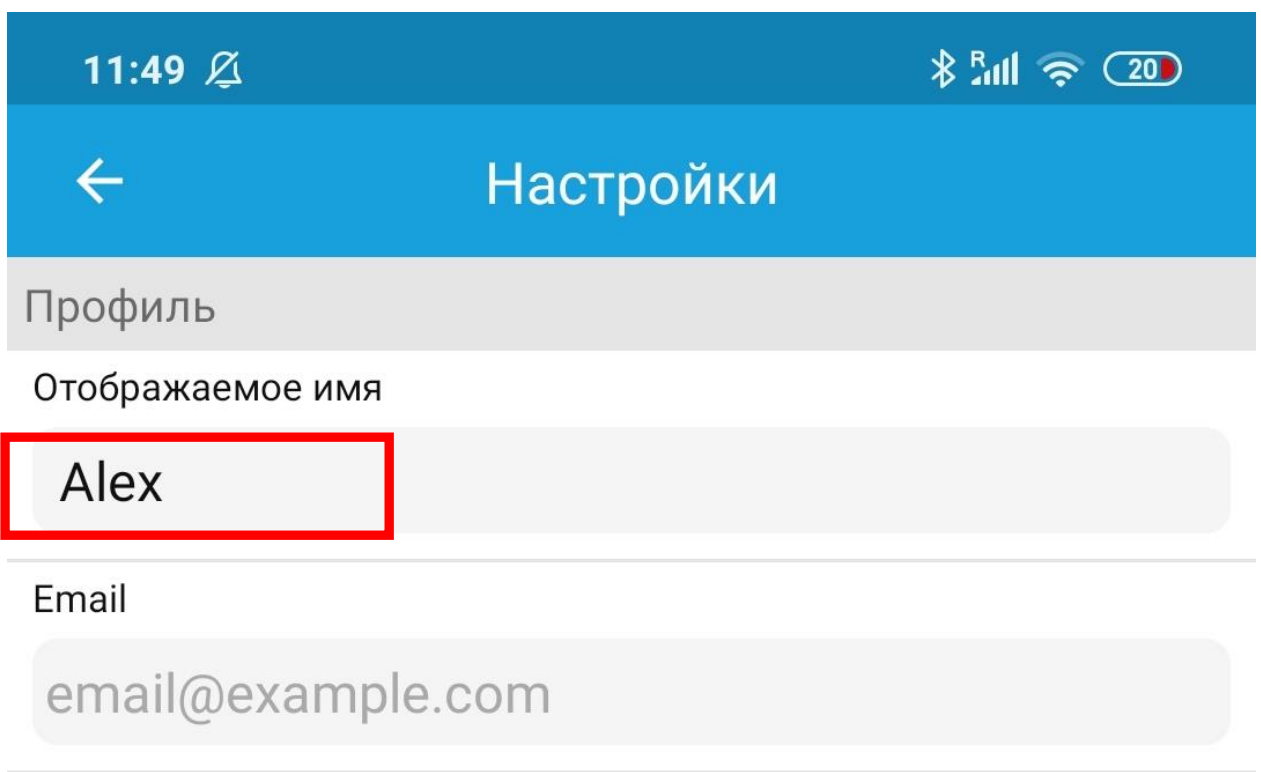 11:49 R 20
Настройки
Профиль
Отображаемое имя
Alex
Email
email@example.com